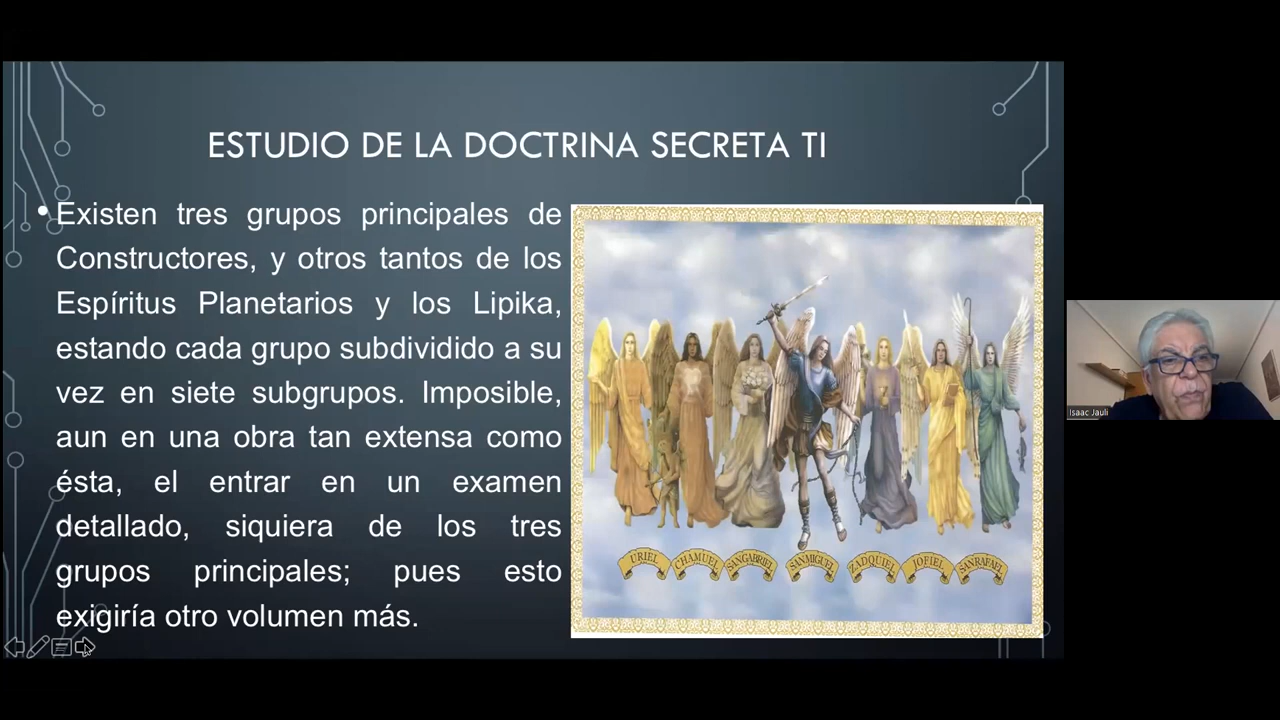 ESTUDIO DE LA DOCTRINA SECRETA TI
• Existen tres grupos principales de
Constructores, y otros tantos de los
Espíritus Planetarios y los Lipika,
estando cada grupo subdividido a su
vez en siete subgrupos. Imposible,
aun en una obra tan extensa como
ésta, el entrar en un examen
detallado, siquiera de los tres
grupos principales; pues esto
exigiría otro volumen más.
URIEL CHAMUEL SANGABRIEL SANMIGUEL ZADQUIEL JOFIEL SANRAFAEL
Isaac Jauli